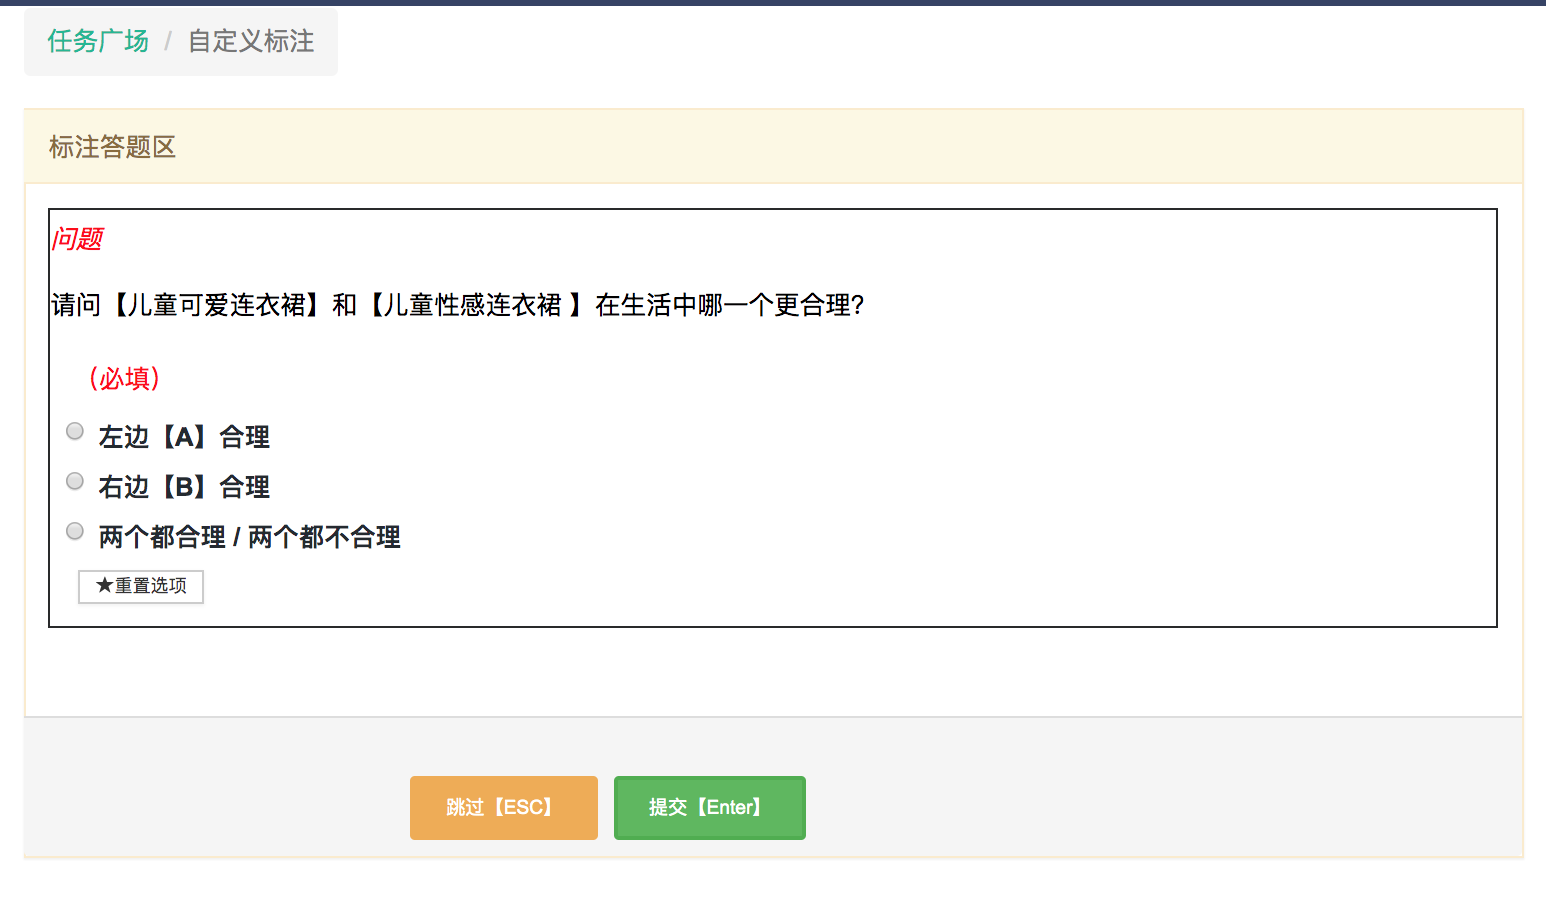 任务广场 / 自定义标注
标注答题区
问题
请问【儿童可爱连衣裙】和【儿童性感连衣裙 】在生活中哪一个更合理?
（必填）
左边【A】合理
右边【B】合理
两个都合理 / 两个都不合理
★重置选项
跳过【ESC】 提交【Enter】